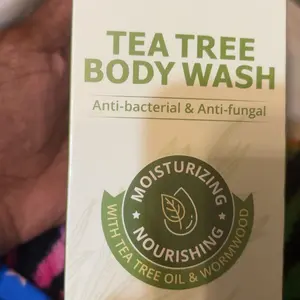 TEA TREE
BODY WASH
Anti-bacterial & Anti-fungal
MOISTURIZING
NOURISHING
WITH TEA TREE OIL & WORMWOOD